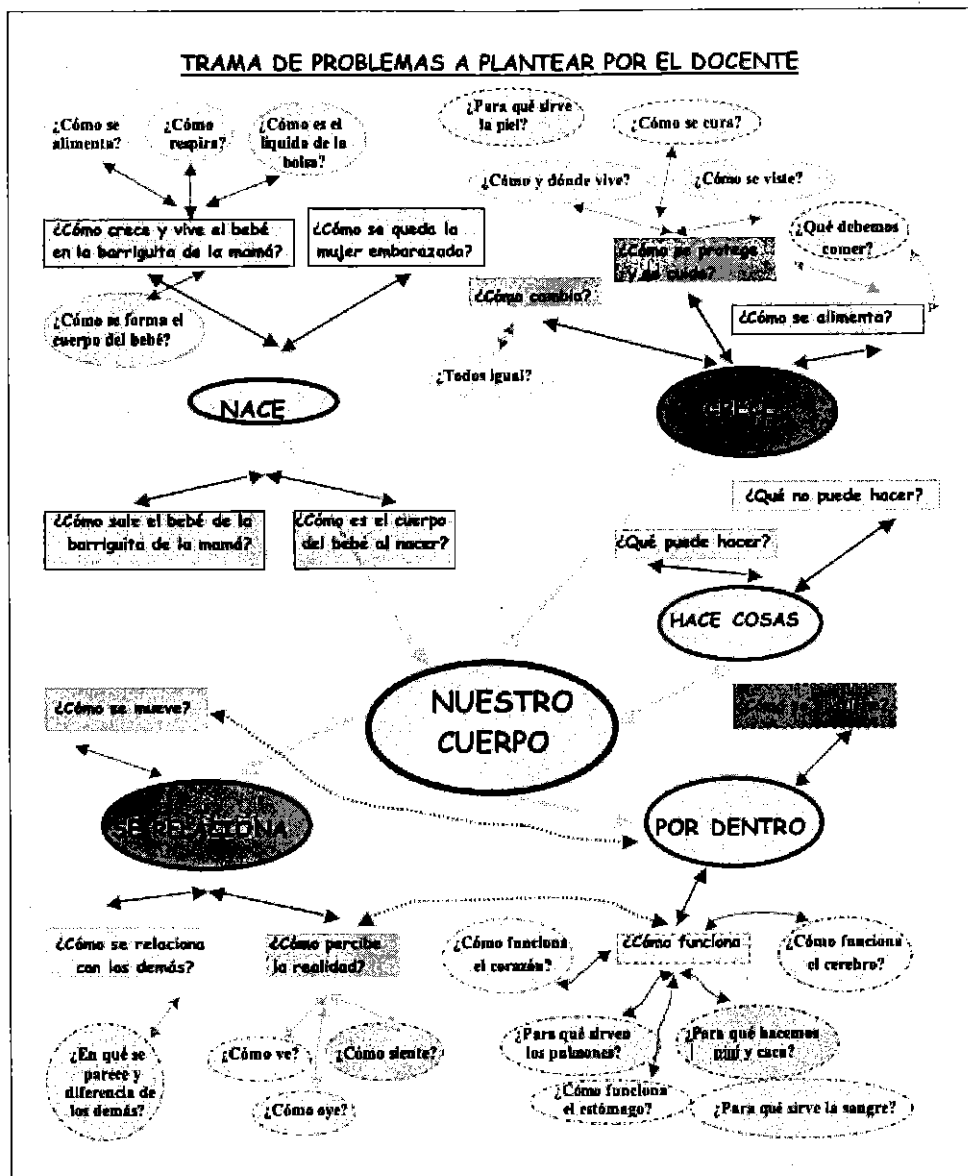 TRAMA DE PROBLEMAS A PLANTEAR POR EL DOCENTE
¿Cómo se
alimenta?
¿Cómo
respira?
¿Cómo es el
líquido de la
bolsa?
¿Para qué sirve
la piel?
¿Cómo se cura?
¿Cómo y dónde vive?
¿Cómo se viste?
¿Cómo crece y vive el bebé
en la barriguita de la mamá?
¿Cómo se queda la
mujer embarazada?
¿Cómo se protege
y se cuida?
¿Qué debemos
comer?
¿Cómo cambia?
¿Cómo se forma el
cuerpo del bebé?
¿Cómo se alimenta?
¿Todos igual?
NACE
¿Cómo sale el bebé de la
barriguita de la mamá?
¿Cómo es el cuerpo
del bebé al nacer?
¿Qué no puede hacer?
¿Qué puede hacer?
HACE COSAS
NUESTRO
CUERPO
¿Cómo se mueve?
SE RELACIONA
POR DENTRO
¿Cómo se relaciona
con los demás?
¿Cómo percibe
la realidad?
¿Cómo funciona
el corazón?
¿Cómo funciona
¿Cómo funciona
el cerebro?
¿En qué se
parece y
diferencia de
los demás?
¿Cómo ve?
¿Cómo siente?
¿Cómo oye?
¿Para qué sirven
los pulmones?
¿Para qué hacemos
pipí y caca?
¿Cómo funciona
el estómago?
¿Para qué sirve la sangre?